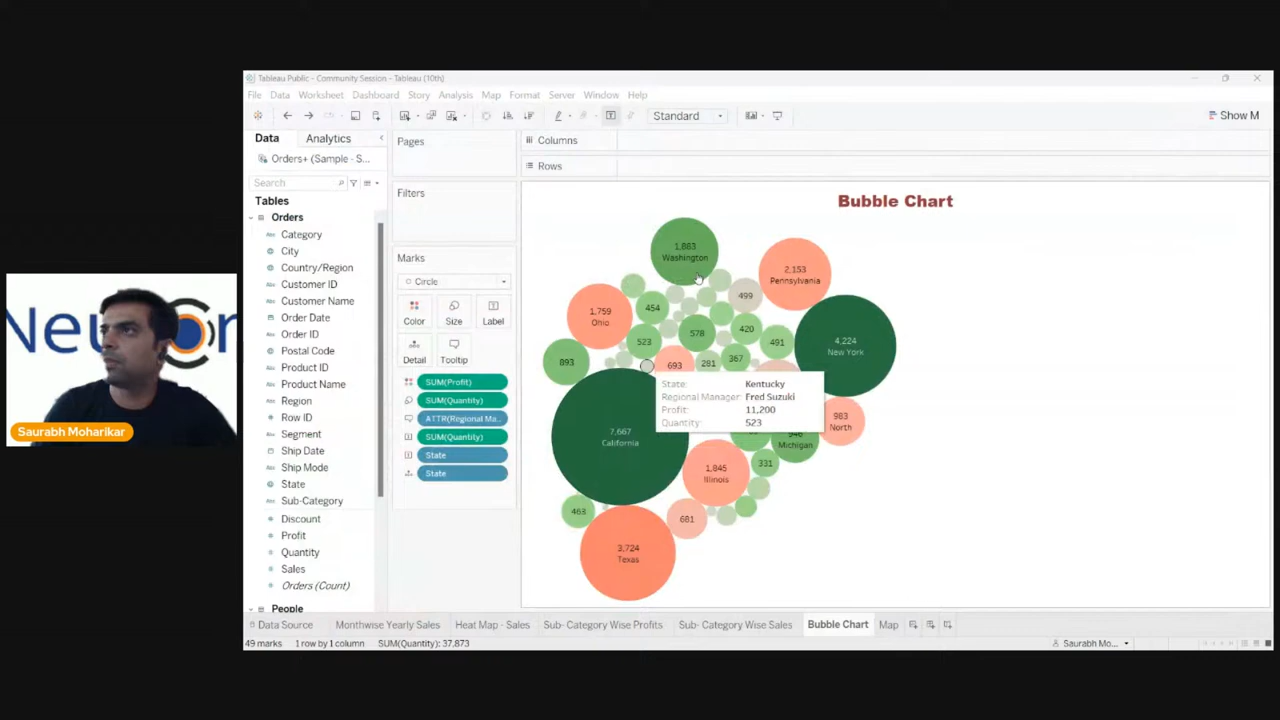 Tableau Public - Community Session - Tableau (10th)
File Data Worksheet Dashboard Story Analysis Map Format Server Window Help
Standard
Show M
Data Analytics
Orders+ (Sample - S...
Search
Tables
Orders
Category
City
Country/Region
Customer ID
Customer Name
Order Date
Order ID
Postal Code
Product ID
Product Name
Region
Row ID
Segment
Ship Date
Ship Mode
State
Sub-Category
Discount
Profit
Quantity
Sales
Orders (Count)
People
Pages
Filters
Marks
Circle
Color Size Label
Detail Tooltip
SUM(Profit)
SUM(Quantity)
ATTR(Regional Ma...
SUM(Quantity)
State
State
Columns
Rows
Bubble Chart
1,883
Washington
2,153
Pennsylvania
499
1,759
Ohio
454
578
420
523
491
4,224
New York
893
693
281
367
State: Kentucky
Regional Manager: Fred Suzuki
Profit: 11,200
Quantity: 523
983
North
7,667
California
946
Michigan
1,845
Illinois
331
463
681
3,724
Texas
Data Source Monthwise Yearly Sales Heat Map - Sales Sub- Category Wise Profits Sub- Category Wise Sales Bubble Chart Map
49 marks 1 row by 1 column SUM(Quantity): 37,873
Saurabh Mo...
Saurabh Moharikar